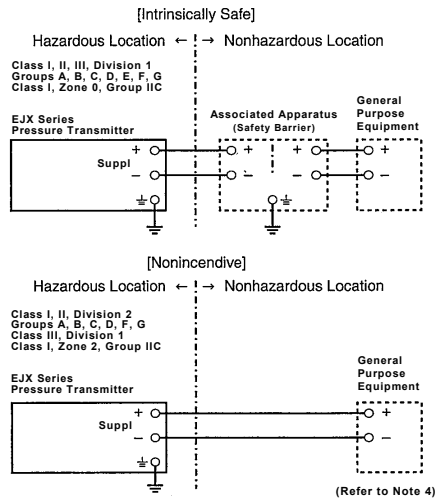 [Intrinsically Safe]
Hazardous Location ← → Nonhazardous Location
Class I, II, III, Division 1
Groups A, B, C, D, E, F, G
Class I, Zone 0, Group IIC
EJX Series
Pressure Transmitter
Associated Apparatus
(Safety Barrier)
General
Purpose
Equipment
Suppl
+ + + +
− − − −
[Nonincendive]
Hazardous Location ← → Nonhazardous Location
Class I, II, Division 2
Groups A, B, C, D, F, G
Class III, Division 1
Class I, Zone 2, Group IIC
EJX Series
Pressure Transmitter
General
Purpose
Equipment
Suppl
+ +
− −
(Refer to Note 4)